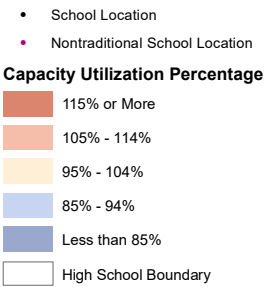 School Location
Nontraditional School Location
Capacity Utilization Percentage
115% or More
105% - 114%
95% - 104%
85% - 94%
Less than 85%
High School Boundary